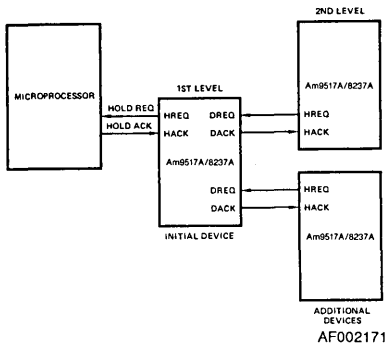 2ND LEVEL
Am9517A/8237A
HREQ
HACK
MICROPROCESSOR
HOLD REQ
HOLD ACK
1ST LEVEL
HREQ DREQ
HACK DACK
Am9517A/8237A
DREQ
DACK
INITIAL DEVICE
HREQ
HACK
Am9517A/8237A
ADDITIONAL
DEVICES
AF002171